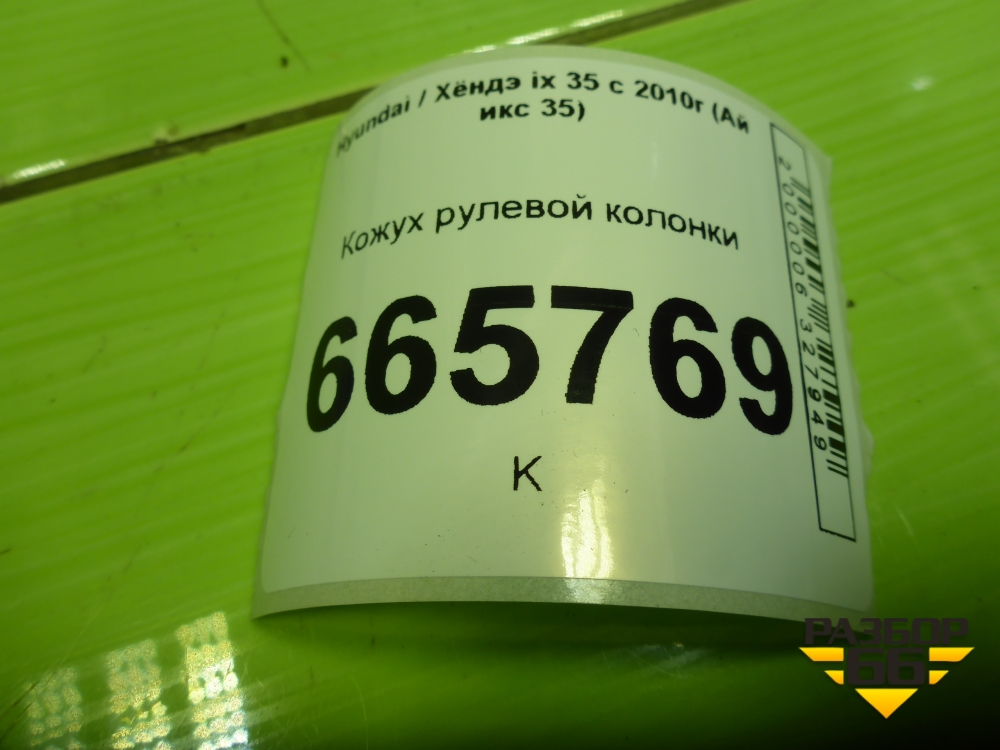 Hyundai / Хёндэ ix 35 с 2010г (Ай
икс 35)
Кожух рулевой колонки
665769
К
2000006327949
РАЗБОР
66